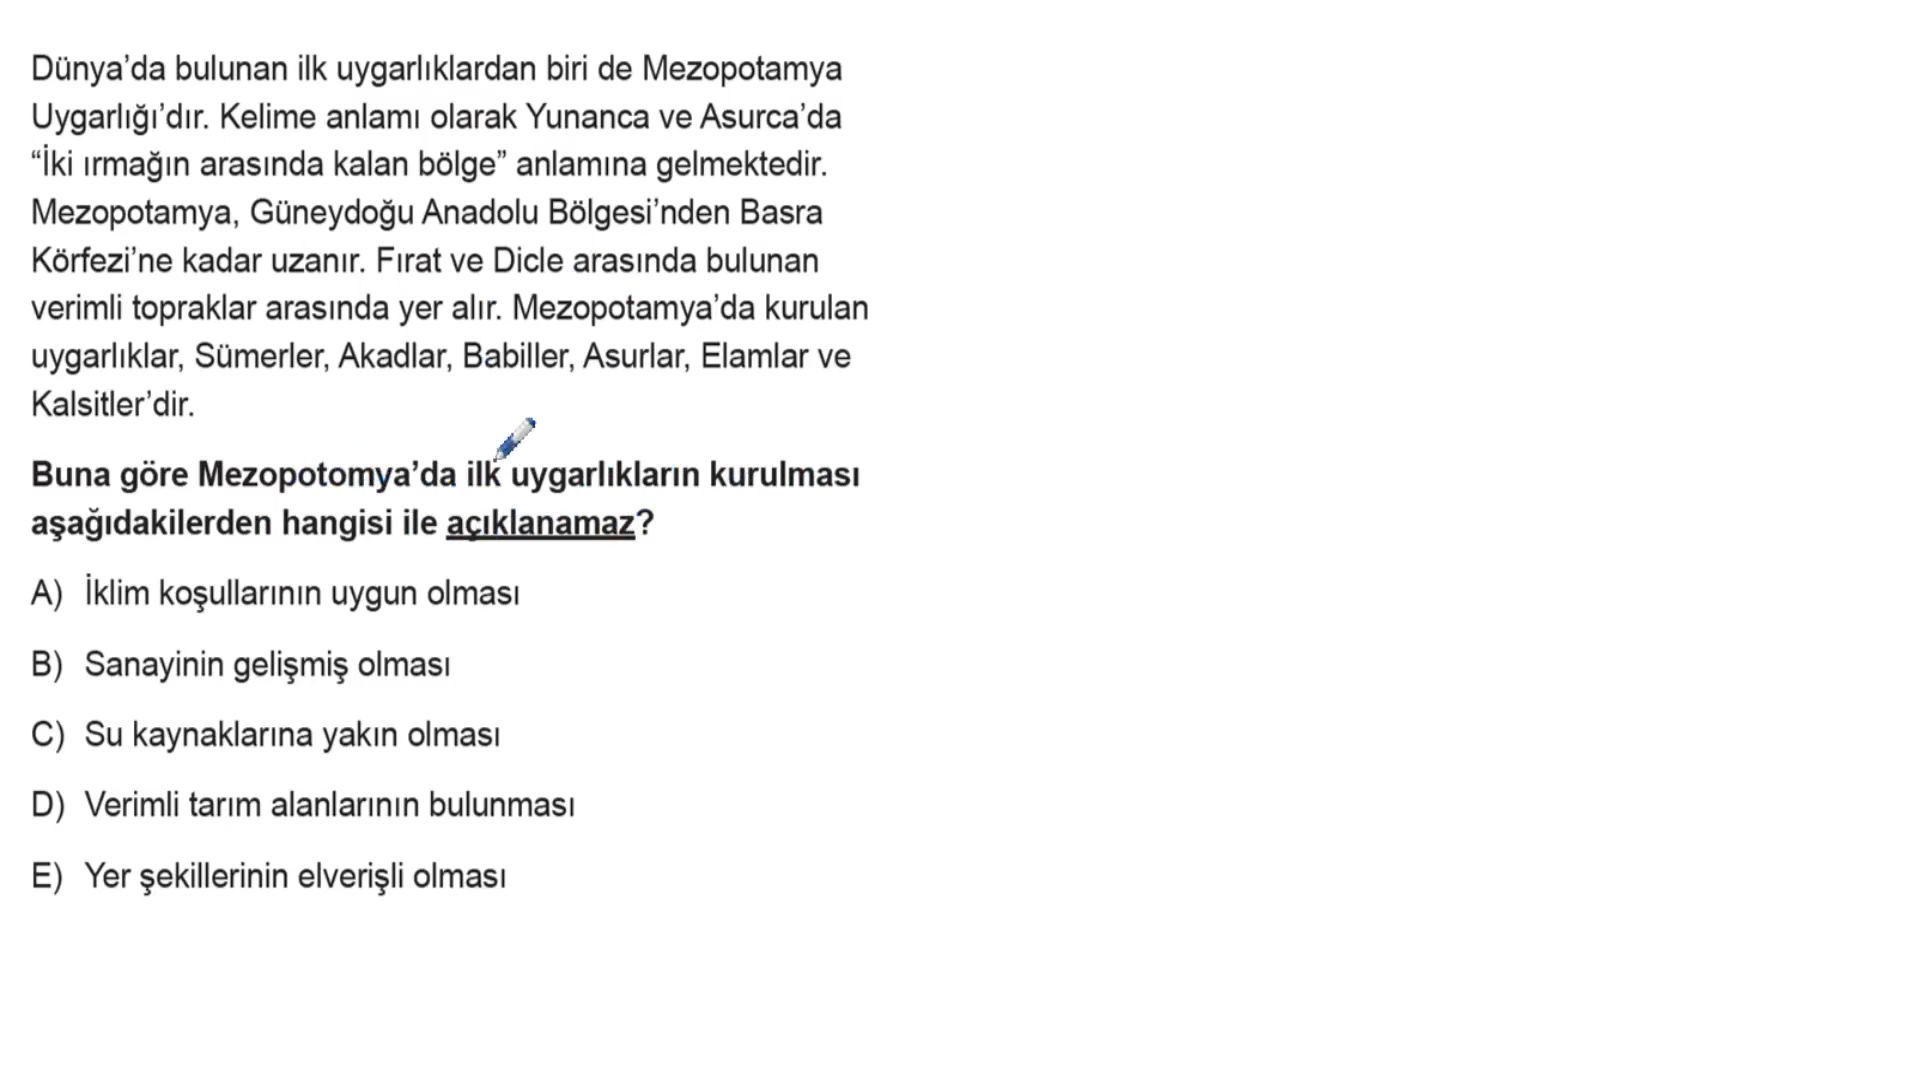 Dünya’da bulunan ilk uygarlıklardan biri de Mezopotamya
Uygarlığı’dır. Kelime anlamı olarak Yunanca ve Asurca’da
“İki ırmağın arasında kalan bölge” anlamına gelmektedir.
Mezopotamya, Güneydoğu Anadolu Bölgesi’nden Basra
Körfezi’ne kadar uzanır. Fırat ve Dicle arasında bulunan
verimli topraklar arasında yer alır. Mezopotamya’da kurulan
uygarlıklar, Sümerler, Akadlar, Babiller, Asurlar, Elamlar ve
Kalsitler’dir.
Buna göre Mezopotomya’da ilk uygarlıkların kurulması
aşağıdakilerden hangisi ile açıklanamaz?
A) İklim koşullarının uygun olması
B) Sanayinin gelişmiş olması
C) Su kaynaklarına yakın olması
D) Verimli tarım alanlarının bulunması
E) Yer şekillerinin elverişli olması